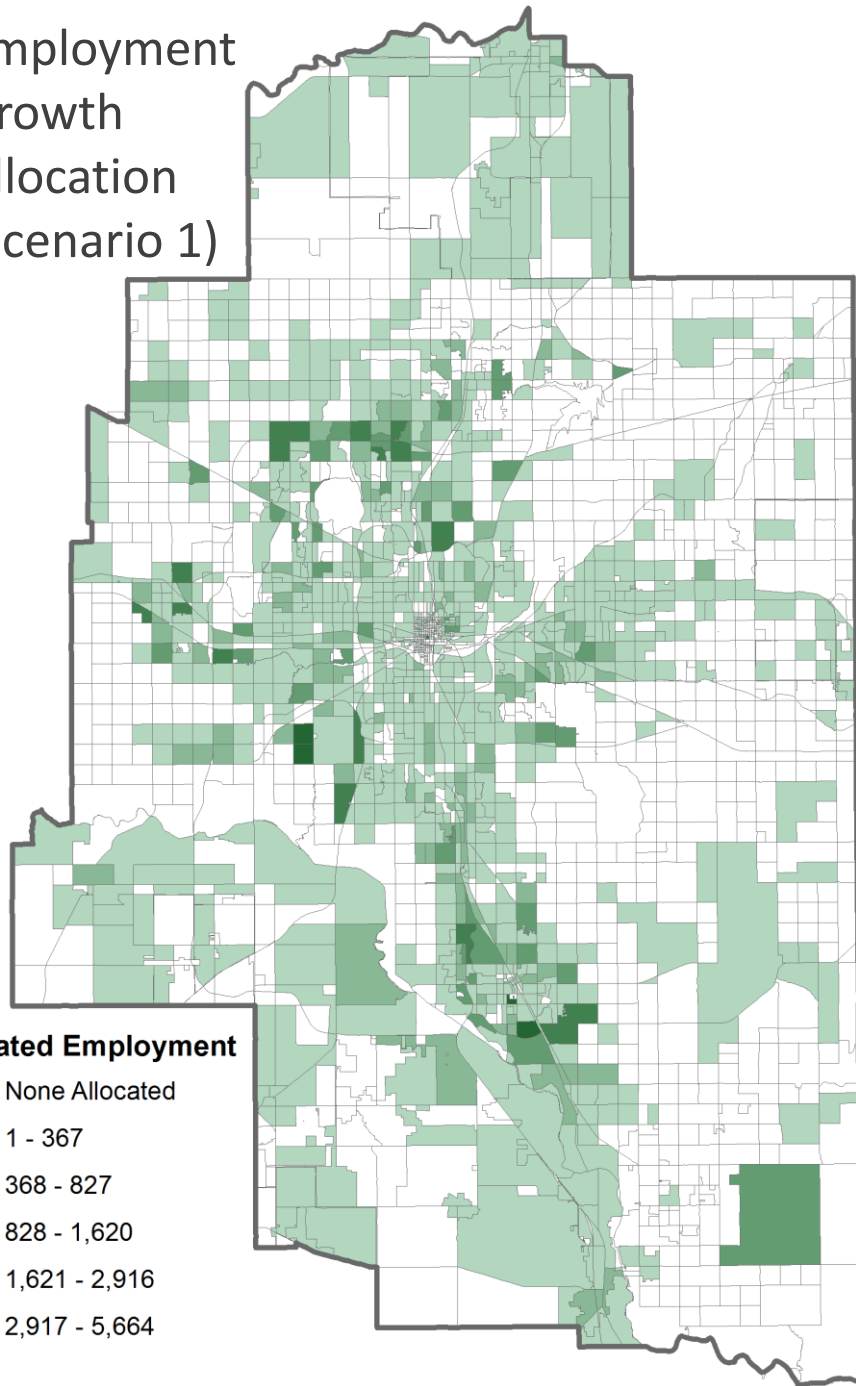 mployment
rowth
llocation
cenario 1)
ated Employment
None Allocated
1 - 367
368 - 827
828 - 1,620
1,621 - 2,916
2,917 - 5,664